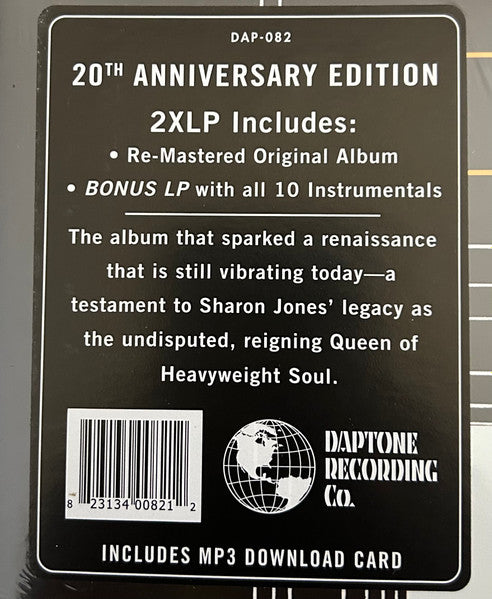 DAP-082
20TH ANNIVERSARY EDITION
2XLP Includes:
• Re-Mastered Original Album
• BONUS LP with all 10 Instrumentals
The album that sparked a renaissance
that is still vibrating today—a
testament to Sharon Jones' legacy as
the undisputed, reigning Queen of
Heavyweight Soul.
8 23134 00821 2
DAPTONE
RECORDING
Co.
INCLUDES MP3 DOWNLOAD CARD